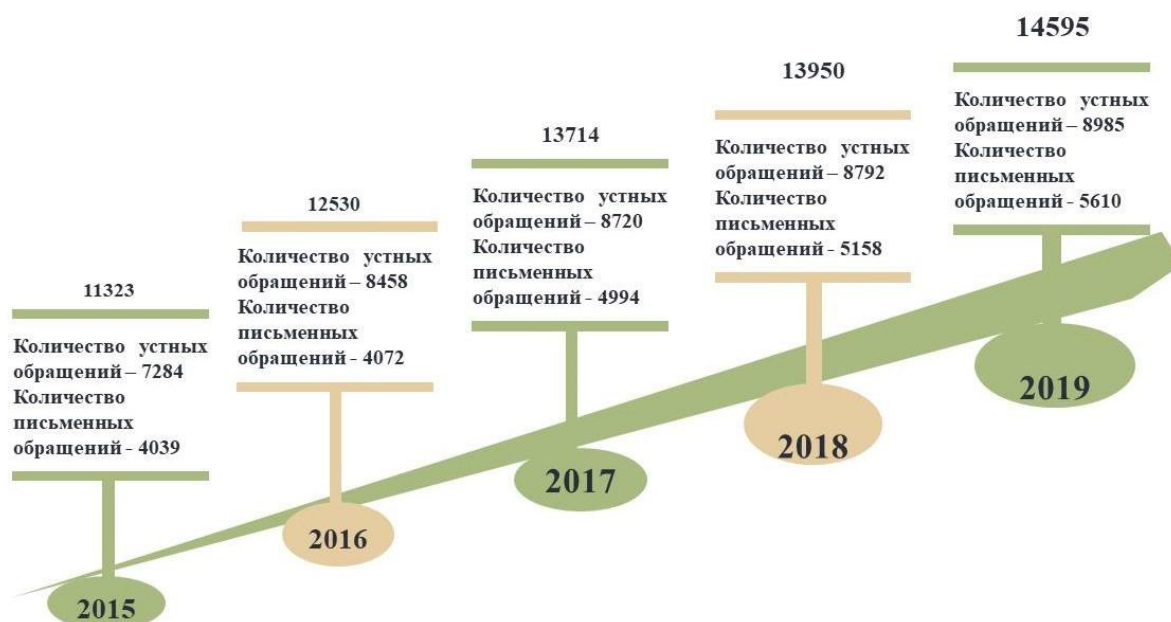 11323
Количество устных
обращений – 7284
Количество
письменных
обращений - 4039
2015
12530
Количество устных
обращений – 8458
Количество
письменных
обращений - 4072
2016
13714
Количество устных
обращений – 8720
Количество
письменных
обращений - 4994
2017
13950
Количество устных
обращений – 8792
Количество
письменных
обращений - 5158
2018
14595
Количество устных
обращений – 8985
Количество
письменных
обращений - 5610
2019